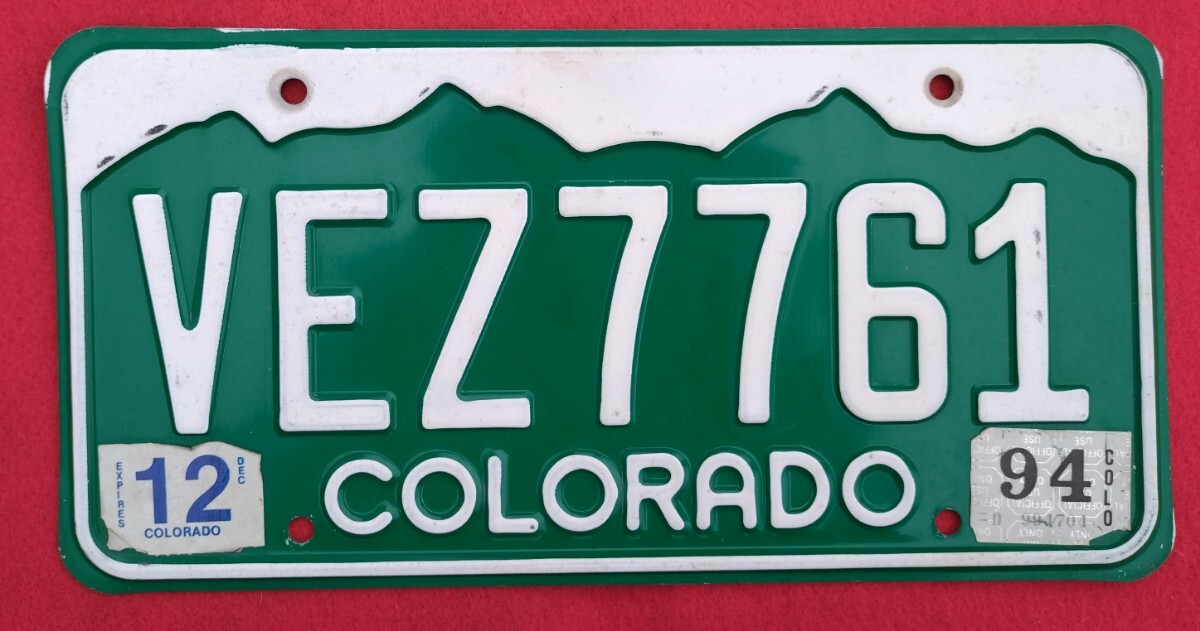 VEZ7761
EXPIRES
12
DEC
COLORADO
COLORADO
94
COLO